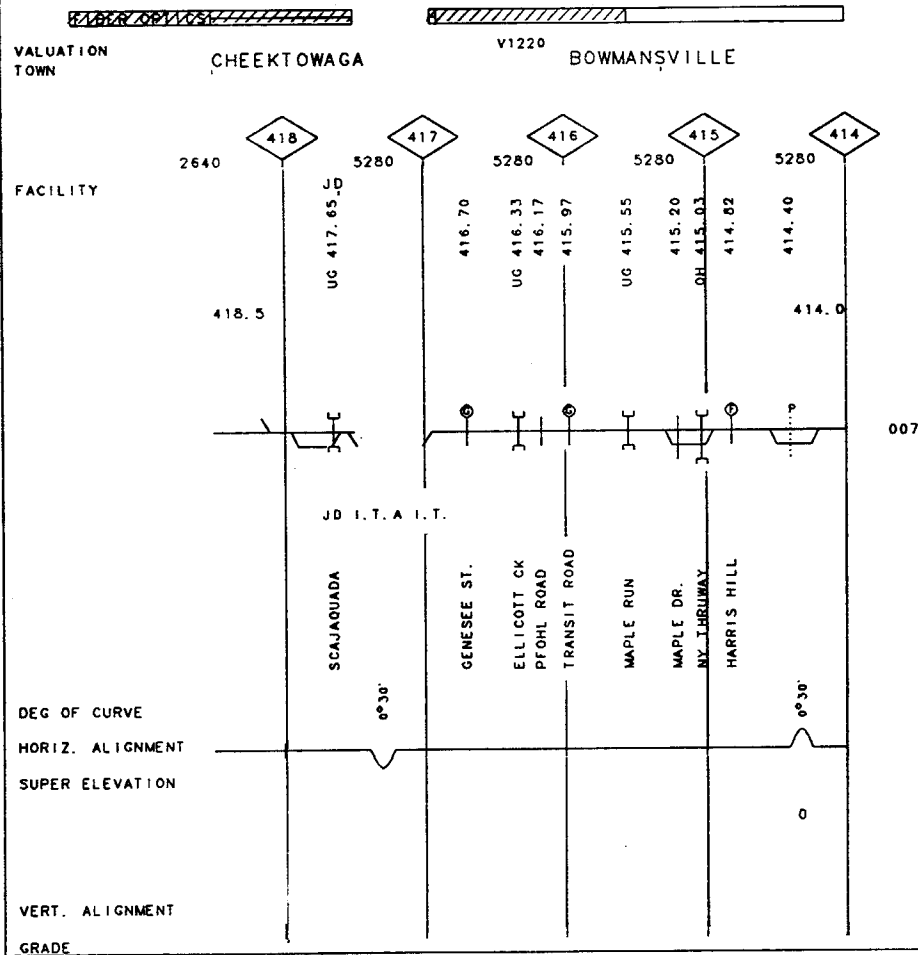 FIBER OPTICS
VALUATION
V1220
TOWN
CHEEKTOWAGA
BOWMANSVILLE
418
417
416
415
414
2640
5280
5280
5280
5280
FACILITY
JD
UG 417.65
416.70
UG 416.33
416.17
415.97
UG 415.55
415.20
OH 415.03
414.82
414.40
418.5
414.0
G
G
F
P
007
JD I.T.A I.T.
SCAJAQUADA
GENESEE ST.
ELLICOTT CK
PFOHL ROAD
TRANSIT ROAD
MAPLE RUN
MAPLE DR.
NY THRUWAY
HARRIS HILL
DEG OF CURVE
0°30'
0°30'
HORIZ. ALIGNMENT
SUPER ELEVATION
0
VERT. ALIGNMENT
GRADE